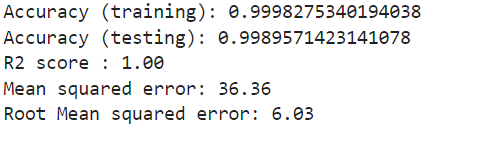 Accuracy (training): 0.9998275340194038
Accuracy (testing): 0.9989571423141078
R2 score : 1.00
Mean squared error: 36.36
Root Mean squared error: 6.03